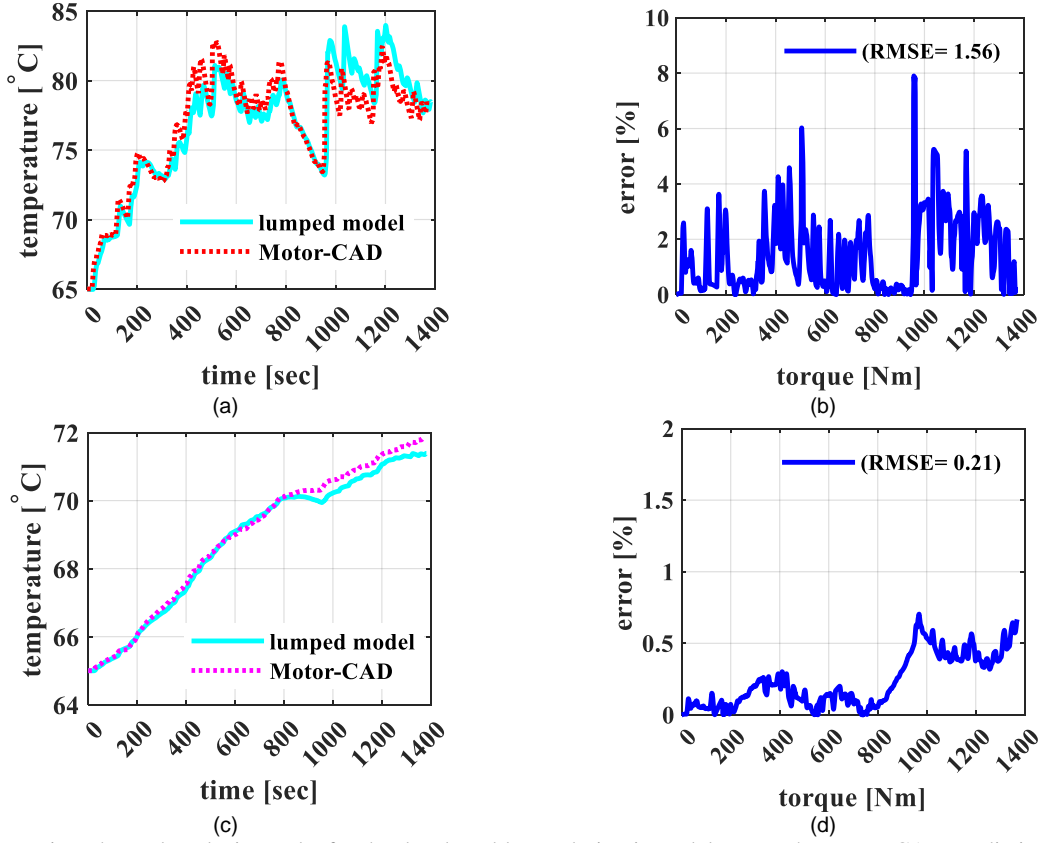 85
80
75
70
65
temperature [°C]
lumped model
Motor-CAD
0 200 400 600 800 1000 1200 1400
time [sec]
(a)
10
8
6
4
2
0
error [%]
(RMSE= 1.56)
0 200 400 600 800 1000 1200 1400
torque [Nm]
(b)
72
70
68
66
64
temperature [°C]
lumped model
Motor-CAD
0 200 400 600 800 1000 1200 1400
time [sec]
(c)
2
1.5
1
0.5
0
error [%]
(RMSE= 0.21)
0 200 400 600 800 1000 1200 1400
torque [Nm]
(d)